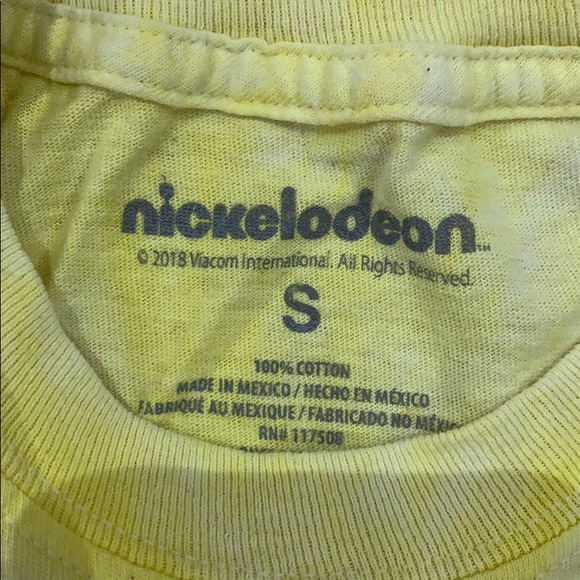 nickelodeon™
© 2018 Viacom International. All Rights Reserved.
S
100% COTTON
MADE IN MEXICO / HECHO EN MÉXICO
FABRIQUÉ AU MEXIQUE / FABRICADO NO MÉXICO
RN# 117508